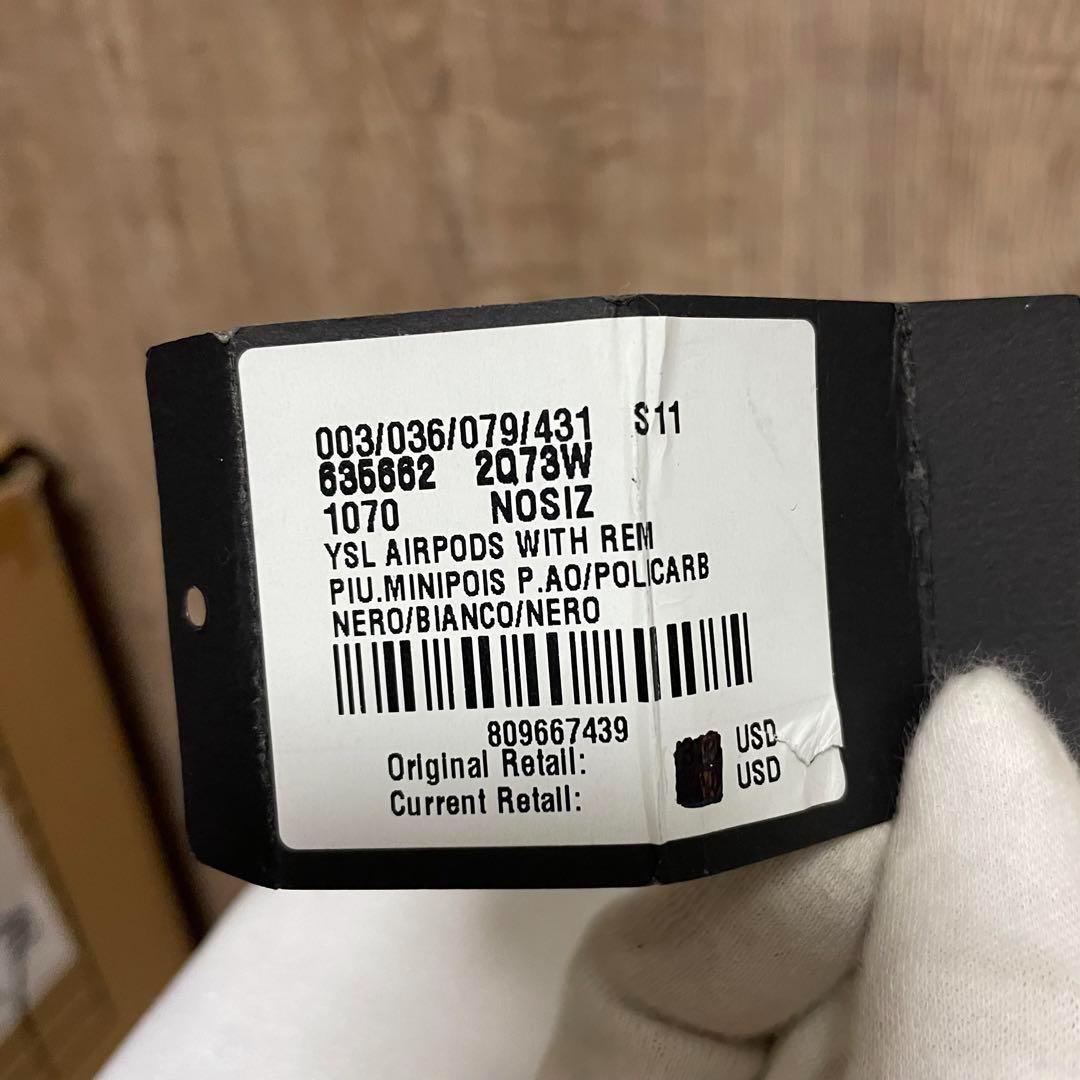 003/036/079/431 S11
635662 2Q73W
1070 NOSIZ
YSL AIRPODS WITH REM
PIU.MINIPOIS P.AO/POLICARB
NERO/BIANCO/NERO
809667439
Original Retail: USD
Current Retail: USD